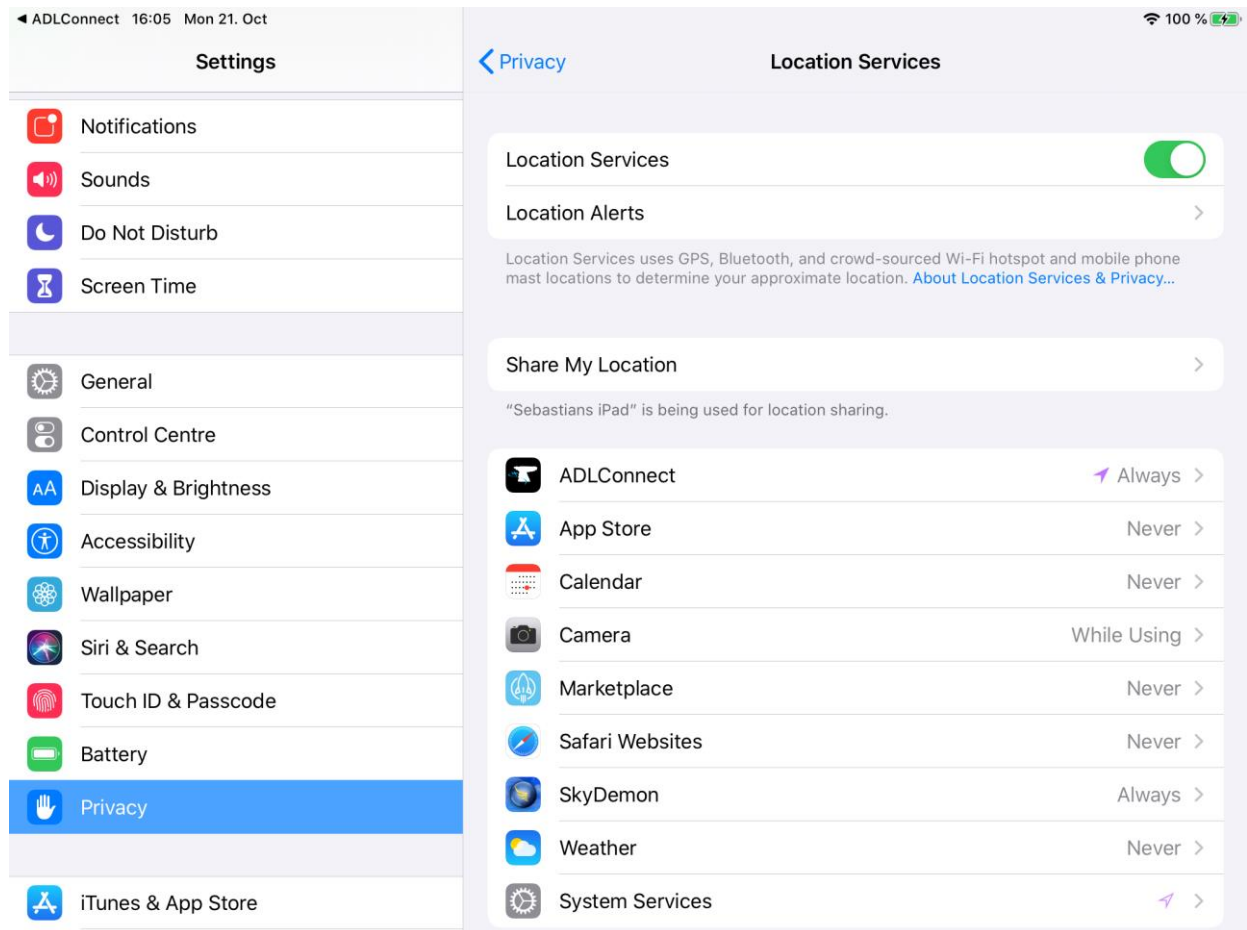 ADLConnect 16:05 Mon 21. Oct
100 %
Settings
Notifications
Sounds
Do Not Disturb
Screen Time
General
Control Centre
AA Display & Brightness
Accessibility
Wallpaper
Siri & Search
Touch ID & Passcode
Battery
Privacy
iTunes & App Store
Privacy
Location Services
Location Services
Location Alerts
Location Services uses GPS, Bluetooth, and crowd-sourced Wi-Fi hotspot and mobile phone
mast locations to determine your approximate location. About Location Services & Privacy...
Share My Location
“Sebastians iPad” is being used for location sharing.
ADLConnect Always
App Store Never
Calendar Never
Camera While Using
Marketplace Never
Safari Websites Never
SkyDemon Always
Weather Never
System Services